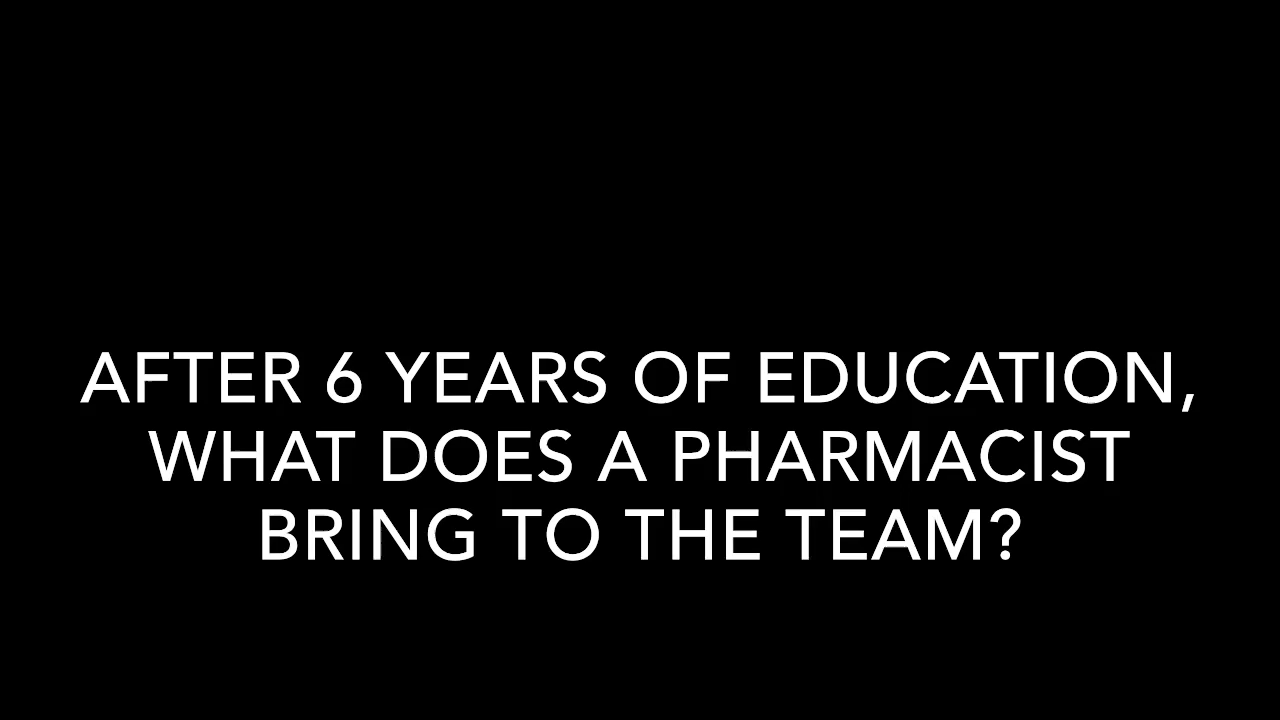 AFTER 6 YEARS OF EDUCATION,
WHAT DOES A PHARMACIST
BRING TO THE TEAM?